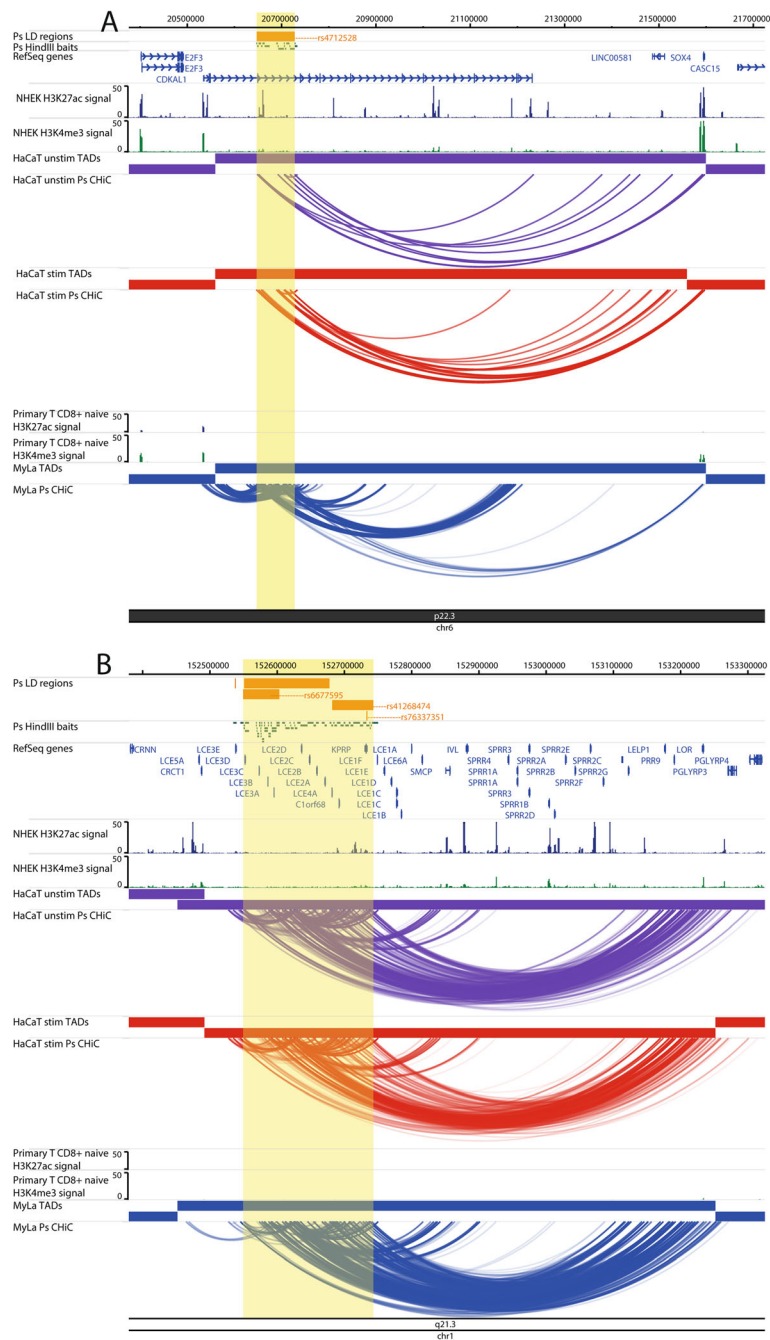 A
20500000 20700000 20900000 21100000 21300000 21500000 21700000
Ps LD regions
rs4712528
Ps HindIII baits
RefSeq genes
E2F3
LINC00581 SOX4
E2F3
CASC15
CDKAL1
NHEK H3K27ac signal
50
0
NHEK H3K4me3 signal
50
0
HaCaT unstim TADs
HaCaT unstim Ps CHiC
HaCaT stim TADs
HaCaT stim Ps CHiC
Primary T CD8+ naive
H3K27ac signal
50
0
Primary T CD8+ naive
H3K4me3 signal
50
0
MyLa TADs
MyLa Ps CHiC
p22.3
chr6
B
152500000 152600000 152700000 152800000 152900000 153000000 153100000 153200000 153300000
Ps LD regions
rs6677595
rs41268474
rs76337351
Ps HindIII baits
RefSeq genes
CRNN LCE3E LCE2D KPRP LCE1A IVL SPRR3 SPRR2E LELP1 LOR
LCE5A LCE3D LCE2C LCE1F LCE6A SPRR4 SPRR2A SPRR2C PRR9 PGLYRP4
CRCT1 LCE3C LCE2B LCE1E SMCP SPRR1A SPRR2B SPRR2G PGLYRP3
LCE3B LCE2A LCE1D SPRR1A SPRR2F
LCE3A LCE4A LCE1C SPRR3
C1orf68 LCE1C SPRR1B
LCE1B SPRR2D
NHEK H3K27ac signal
50
0
NHEK H3K4me3 signal
50
0
HaCaT unstim TADs
HaCaT unstim Ps CHiC
HaCaT stim TADs
HaCaT stim Ps CHiC
Primary T CD8+ naive
H3K27ac signal
50
0
Primary T CD8+ naive
H3K4me3 signal
50
0
MyLa TADs
MyLa Ps CHiC
q21.3
chr1